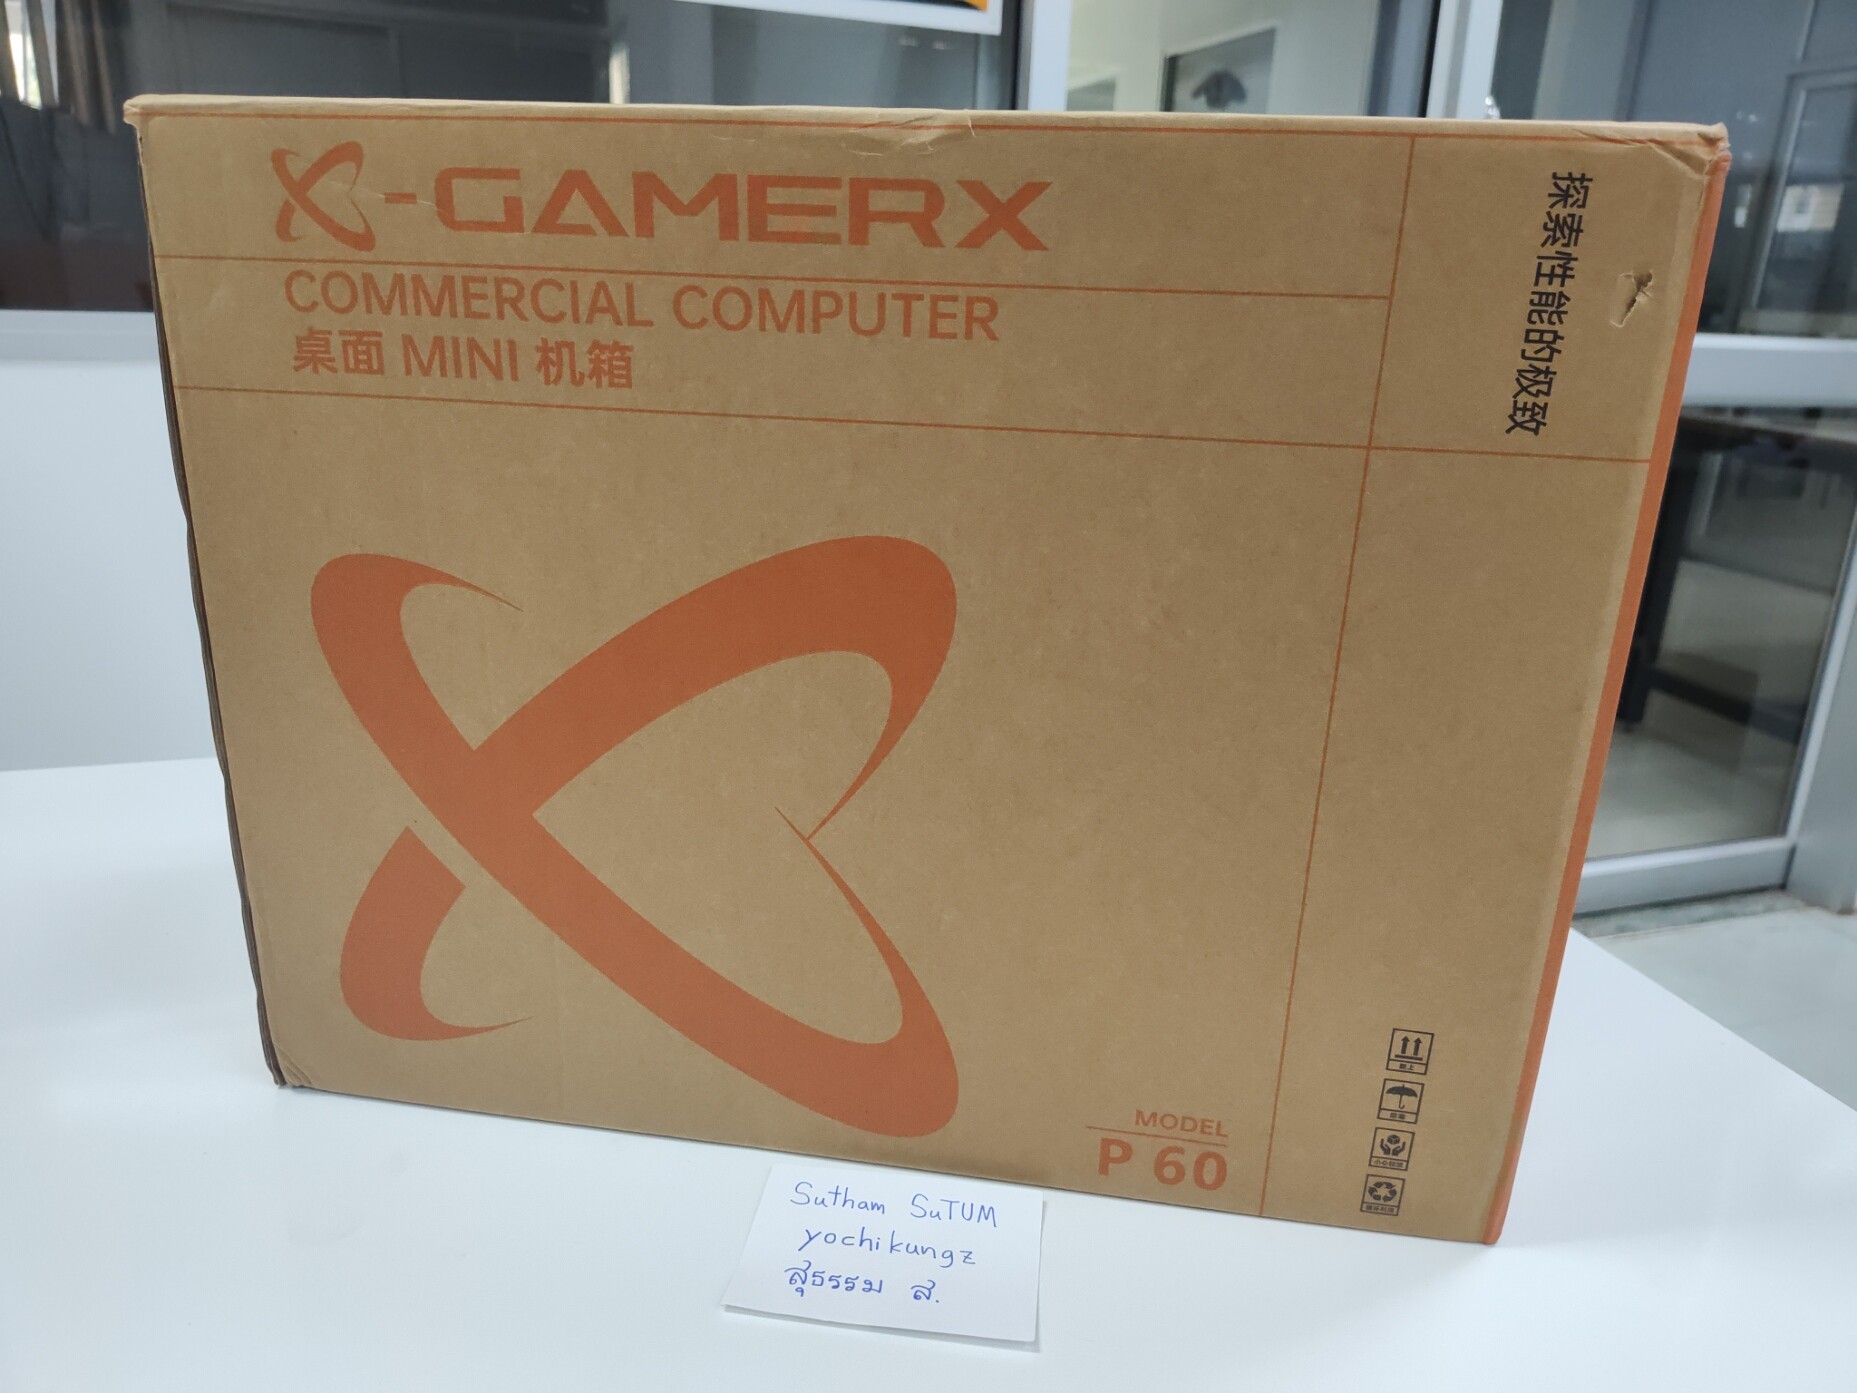 X-GAMERX
COMMERCIAL COMPUTER
桌面 MINI 机箱
探索性能的极致
MODEL
P 60
Sutham SuTUM
yochikungz
สุธรรม ส.